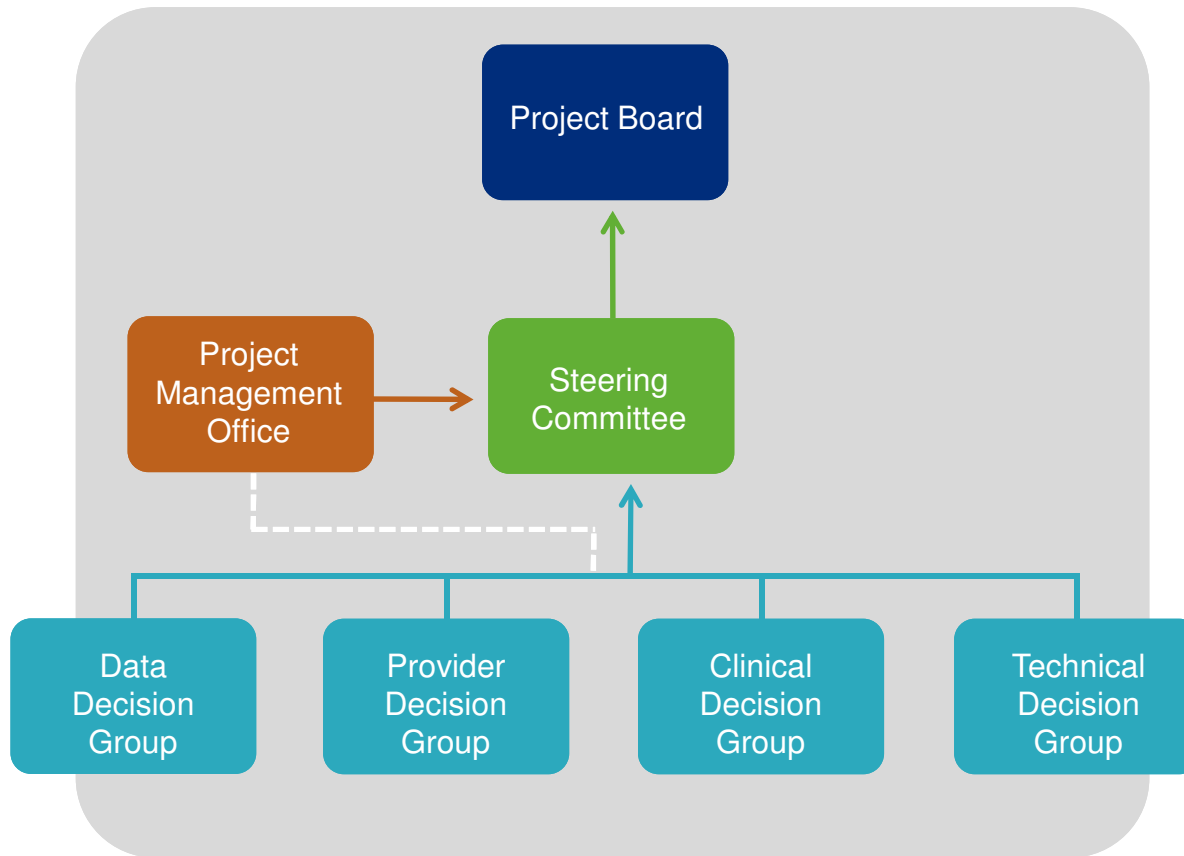 Project Board
Project
Management
Office
Steering
Committee
Data
Decision
Group
Provider
Decision
Group
Clinical
Decision
Group
Technical
Decision
Group